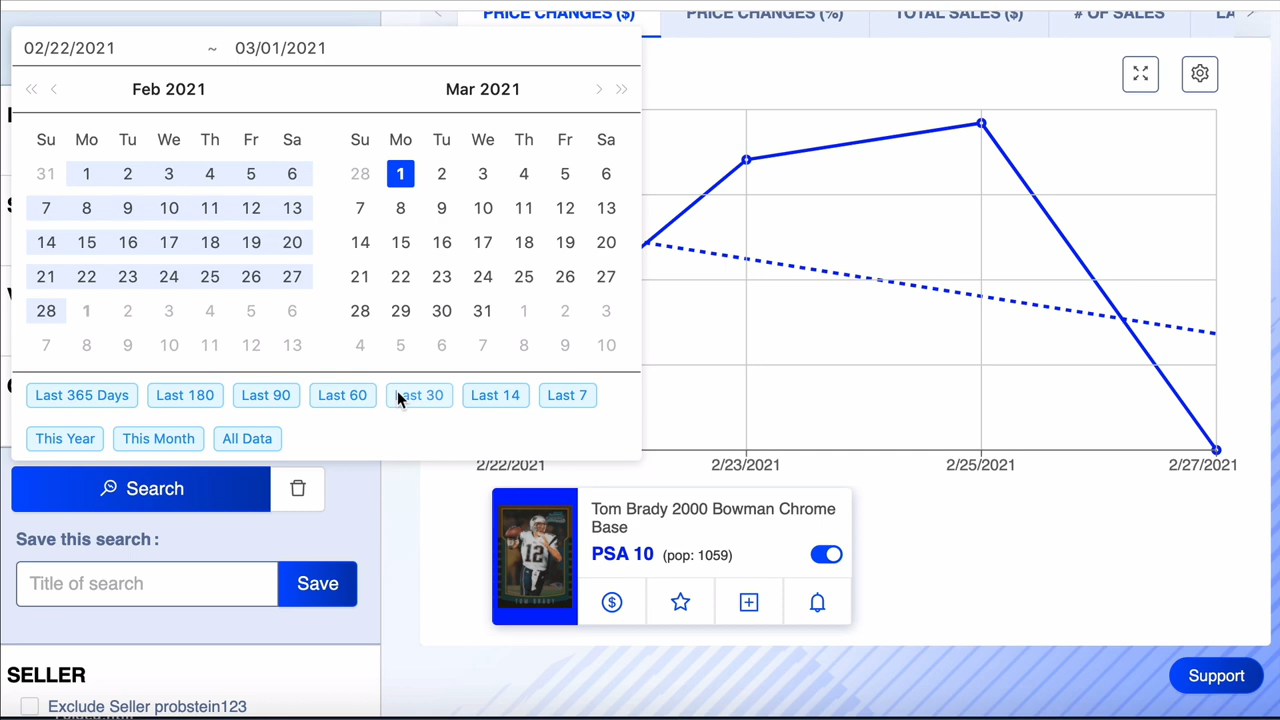 PRICE CHANGES ($) PRICE CHANGES (%) TOTAL SALES ($) # OF SALES
02/22/2021 ~ 03/01/2021
« ‹ Feb 2021 Mar 2021 › »
Su Mo Tu We Th Fr Sa Su Mo Tu We Th Fr Sa
31 1 2 3 4 5 6 28 1 2 3 4 5 6
7 8 9 10 11 12 13 7 8 9 10 11 12 13
14 15 16 17 18 19 20 14 15 16 17 18 19 20
21 22 23 24 25 26 27 21 22 23 24 25 26 27
28 1 2 3 4 5 6 28 29 30 31 1 2 3
7 8 9 10 11 12 13 4 5 6 7 8 9 10
Last 365 Days Last 180 Last 90 Last 60 Last 30 Last 14 Last 7
This Year This Month All Data
2/22/2021 2/23/2021 2/25/2021 2/27/2021
Search
Save this search :
Title of search Save
Tom Brady 2000 Bowman Chrome
Base
PSA 10 (pop: 1059)
12
TOM BRADY
SELLER
Exclude Seller probstein123
Support